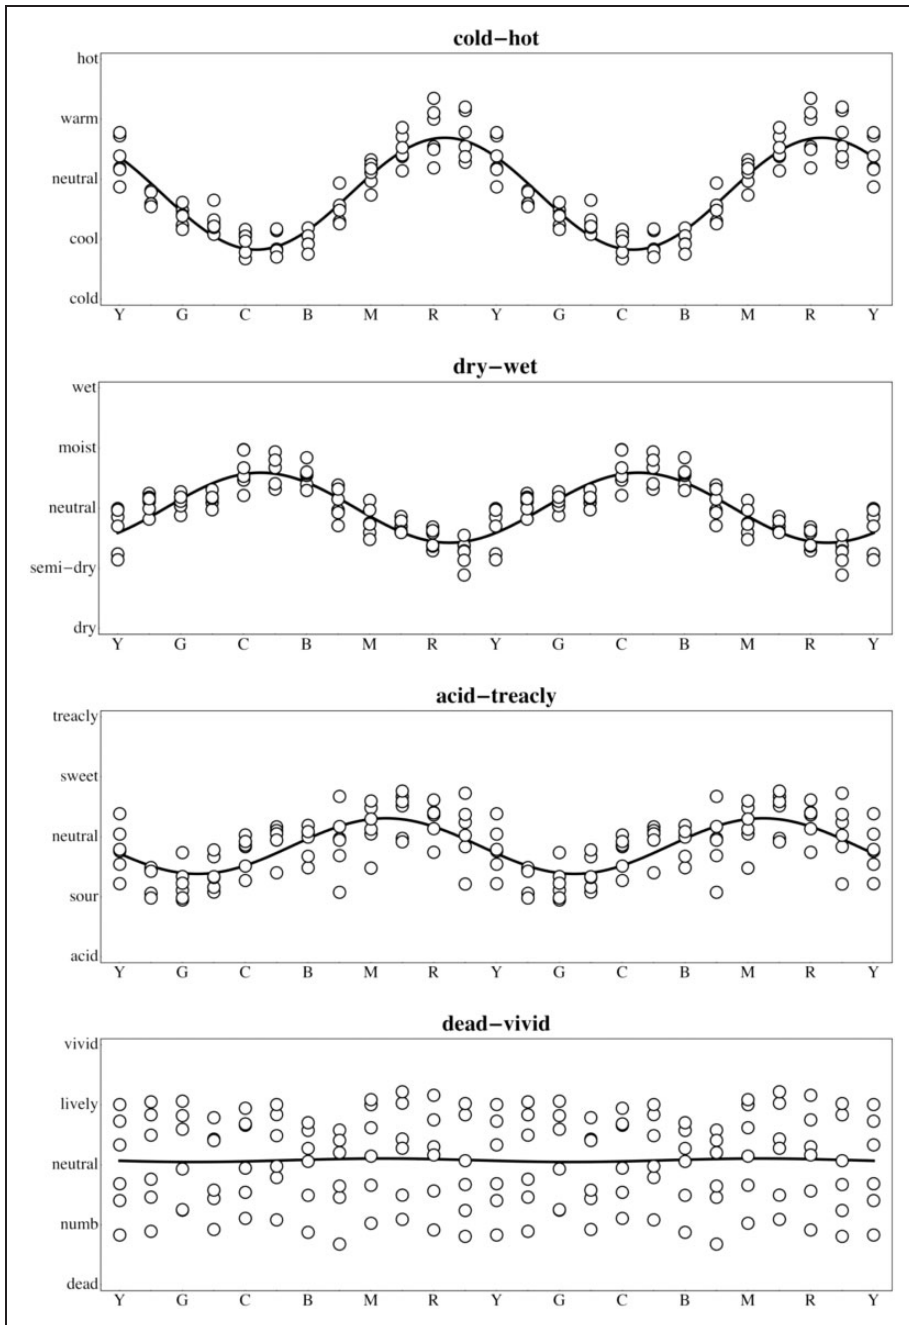 cold−hot
hot
warm
neutral
cool
cold
Y G C B M R Y G C B M R Y
dry−wet
wet
moist
neutral
semi−dry
dry
Y G C B M R Y G C B M R Y
acid−treacly
treacly
sweet
neutral
sour
acid
Y G C B M R Y G C B M R Y
dead−vivid
vivid
lively
neutral
numb
dead
Y G C B M R Y G C B M R Y